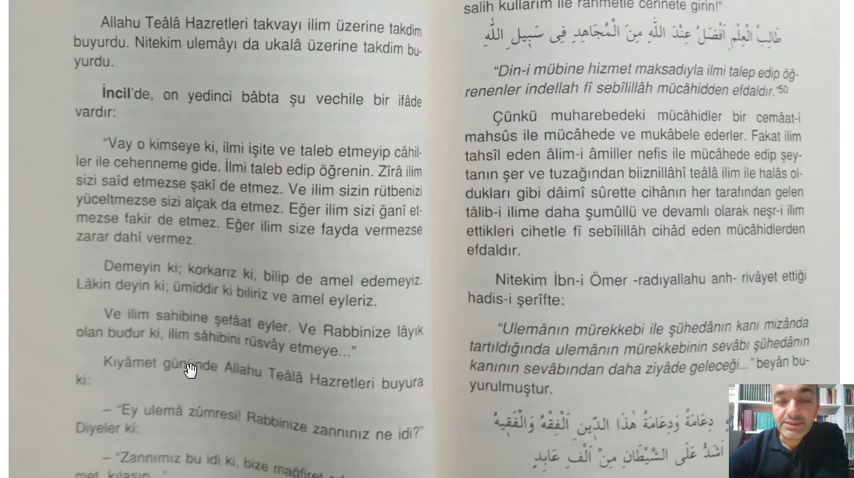 Allahu Teâlâ Hazretleri takvayı ilim üzerine takdim
buyurdu. Nitekim ulemâyı da ukalâ üzerine takdim bu-
yurdu.
İncil'de, on yedinci bâbta şu vechile bir ifâde
vardır:
"Vay o kimseye ki, ilmi işite ve taleb etmeyip câhil-
ler ile cehenneme gide. İlmi taleb edip öğrenin. Zîrâ ilim
sizi saîd etmezse şakî de etmez. Ve ilim sizin rütbenizi
yüceltmezse sizi alçak da etmez. Eğer ilim sizi ğanî et-
mezse fakir de etmez. Eğer ilim size fayda vermezse
zarar dahî vermez.
Demeyin ki; korkarız ki, bilip de amel edemeyiz.
Lâkin deyin ki; ümiddir ki biliriz ve amel eyleriz.
Ve ilim sahibine şefâat eyler. Ve Rabbinize lâyık
olan budur ki, ilim sâhibini rüsvây etmeye..."
Kıyâmet gününde Allahu Teâlâ Hazretleri buyura
ki:
– "Ey ulemâ zûmresi! Rabbinize zannınız ne idi?"
Diyeler ki:
– "Zannımız bu idi ki, bize mağfiret
salih kullarım ile rahmetle cennete girin!"
طَالِبُ الْعِلْمِ اَفْضَلُ عِنْدَ اللّٰهِ مِنَ الْمُجَاهِدِ فِى سَبِيلِ اللّٰهِ
"Din-i mübine hizmet maksadıyla ilmi talep edip öğ-
renenler indellah fî sebîlillâh mücâhidden efdaldır."50
Çünkü muharebedeki mücâhidler bir cemâat-i
mahsûs ile mücâhede ve mukâbele ederler. Fakat ilim
tahsîl eden âlim-i âmiller nefis ile mücâhede edip şey-
tanın şer ve tuzağından biiznillâhî teâlâ ilim ile halâs ol-
dukları gibi dâimî sûrette cihânın her tarafından gelen
tâlib-i ilime daha şumûllü ve devamlı olarak neşr-i ilim
ettikleri cihetle fî sebîlillâh cihâd eden mücâhidlerden
efdaldır.
Nitekim İbn-i Ömer -radıyallahu anh- rivâyet ettiği
hadis-i şerîfte:
"Ulemânın mürekkebi ile şühedânın kanı mizânda
tartıldığında ulemânın mürekkebinin sevâbı şühedânın
kanının sevâbından daha ziyâde geleceği..." beyân bu-
yurulmuştur.
دِعَامَةٌ وَدِعَامَةُ هٰذَا الدِّينِ اَلْفِقْهُ وَالْفَقِيهُ
اَشَدُّ عَلَى الشَّيْطَانِ مِنْ اَلْفِ عَابِدٍ